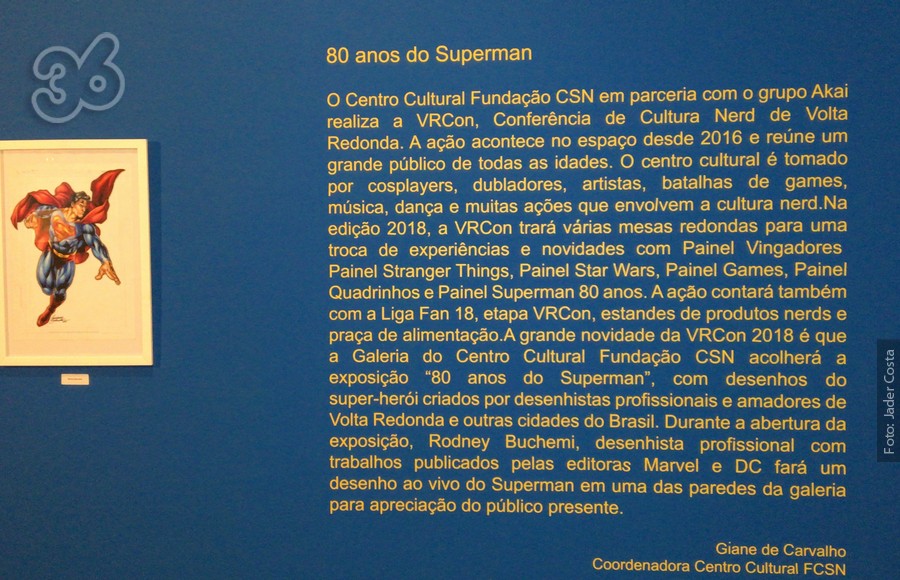 36
80 anos do Superman
O Centro Cultural Fundação CSN em parceria com o grupo Akai
realiza a VRCon, Conferência de Cultura Nerd de Volta
Redonda. A ação acontece no espaço desde 2016 e reúne um
grande público de todas as idades. O centro cultural é tomado
por cosplayers, dubladores, artistas, batalhas de games,
música, dança e muitas ações que envolvem a cultura nerd.Na
edição 2018, a VRCon trará várias mesas redondas para uma
troca de experiências e novidades com Painel Vingadores
Painel Stranger Things, Painel Star Wars, Painel Games, Painel
Quadrinhos e Painel Superman 80 anos. A ação contará também
com a Liga Fan 18, etapa VRCon, estandes de produtos nerds e
praça de alimentação.A grande novidade da VRCon 2018 é que
a Galeria do Centro Cultural Fundação CSN acolherá a
exposição “80 anos do Superman”, com desenhos do
super-herói criados por desenhistas profissionais e amadores de
Volta Redonda e outras cidades do Brasil. Durante a abertura da
exposição, Rodney Buchemi, desenhista profissional com
trabalhos publicados pelas editoras Marvel e DC fará um
desenho ao vivo do Superman em uma das paredes da galeria
para apreciação do público presente.
Giane de Carvalho
Coordenadora Centro Cultural FCSN
Foto: Jader Costa